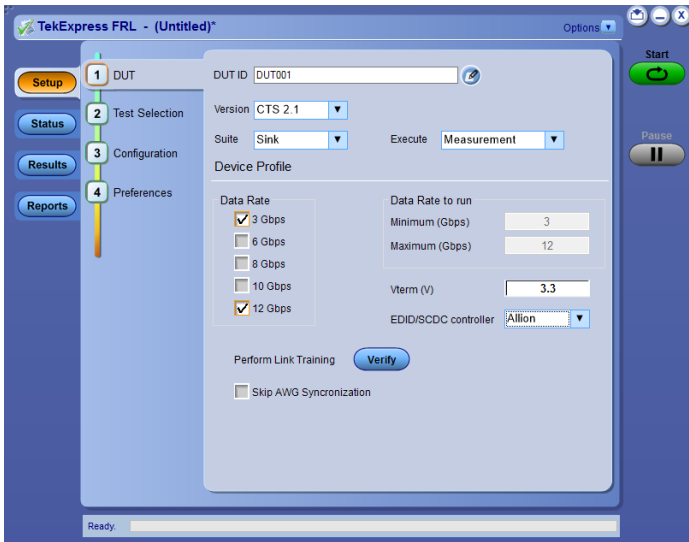 TekExpress FRL - (Untitled)*
Options
Start
Setup
1 DUT
DUT ID DUT001
Status
2 Test Selection
Version CTS 2.1
Pause
Suite Sink
Execute Measurement
Results
3 Configuration
Device Profile
Reports
4 Preferences
Data Rate
3 Gbps
6 Gbps
8 Gbps
10 Gbps
12 Gbps
Data Rate to run
Minimum (Gbps) 3
Maximum (Gbps) 12
Vterm (V) 3.3
EDID/SCDC controller Allion
Perform Link Training Verify
Skip AWG Syncronization
Ready.